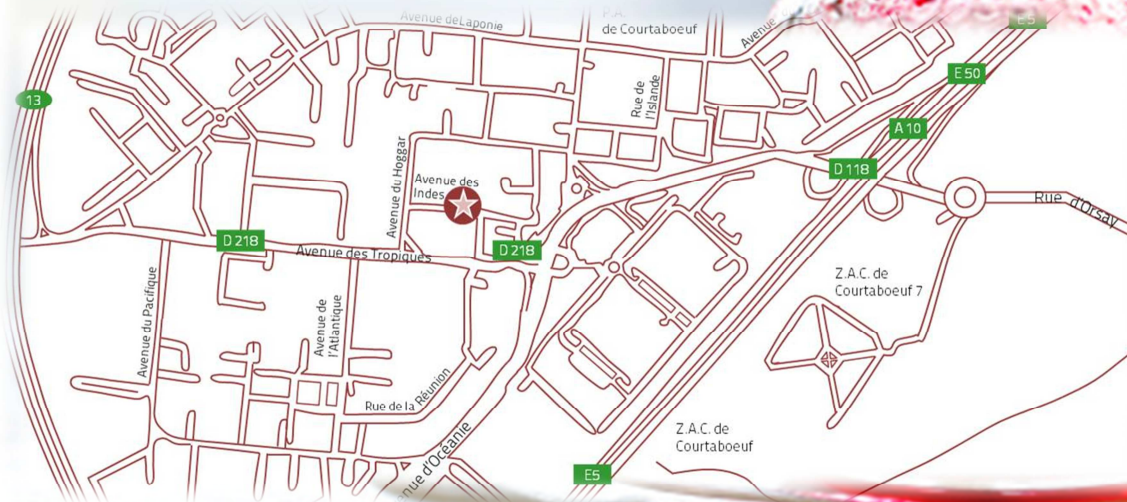 Avenue de Laponie
P.A.
de Courtaboeuf
Avenue
E5
E 50
13
Rue de
l'Islande
A 10
D 118
Avenue du Hoggar
Avenue des
Indes
Rue d'Orsay
D 218
D 218
Avenue des Tropiques
Z.A.C. de
Courtaboeuf 7
Avenue du Pacifique
Avenue de
l'Atlantique
Rue de la Réunion
nue d'Océanie
Z.A.C. de
Courtaboeuf
E5